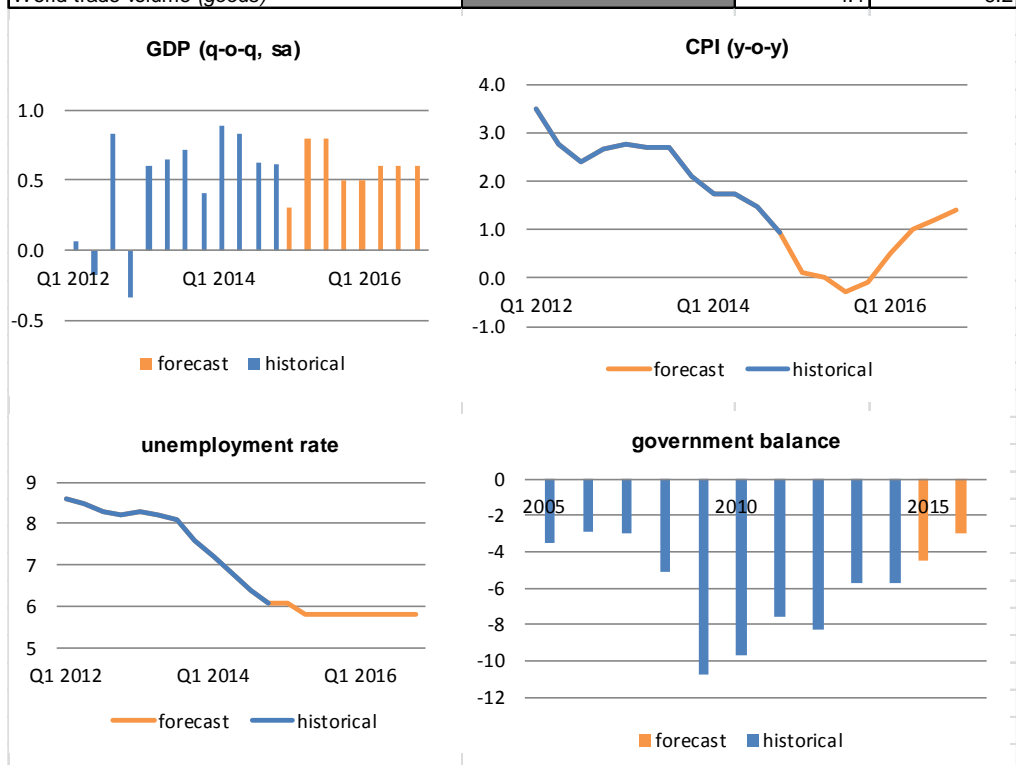 GDP (q-o-q, sa)
1.0
0.5
0.0
-0.5
Q1 2012
Q1 2014
Q1 2016
forecast
historical
CPI (y-o-y)
4.0
3.0
2.0
1.0
0.0
-1.0
Q1 2012
Q1 2014
Q1 2016
forecast
historical
unemployment rate
9
8
7
6
5
Q1 2012
Q1 2014
Q1 2016
forecast
historical
government balance
0
-2
-4
-6
-8
-10
-12
2005
2010
2015
forecast
historical